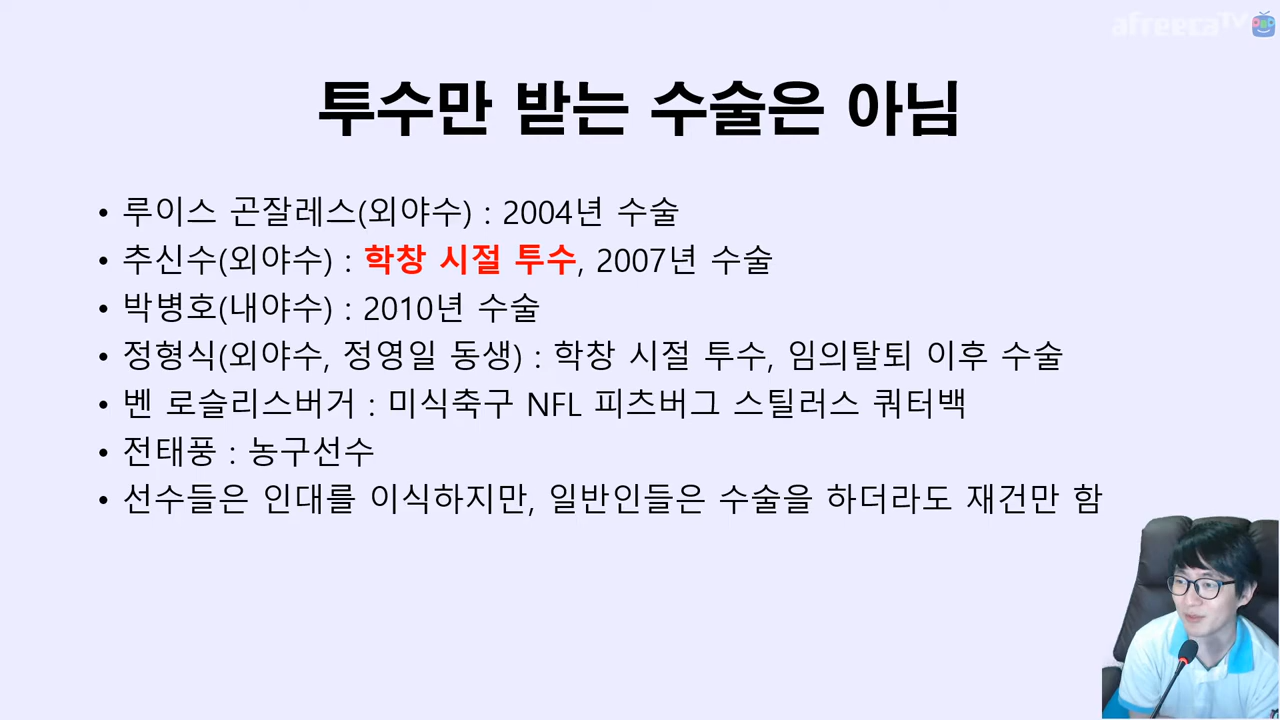 afreecaTV
투수만 받는 수술은 아님
• 루이스 곤잘레스(외야수) : 2004년 수술
• 추신수(외야수) : 학창 시절 투수, 2007년 수술
• 박병호(내야수) : 2010년 수술
• 정형식(외야수, 정영일 동생) : 학창 시절 투수, 임의탈퇴 이후 수술
• 벤 로슬리스버거 : 미식축구 NFL 피츠버그 스틸러스 쿼터백
• 전태풍 : 농구선수
• 선수들은 인대를 이식하지만, 일반인들은 수술을 하더라도 재건만 함